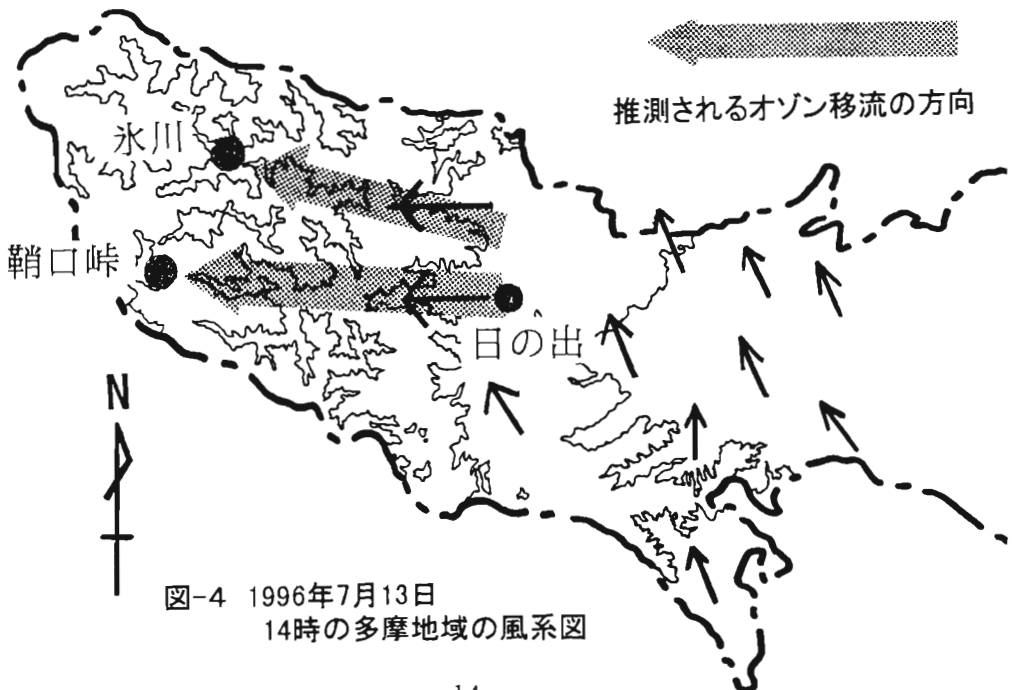 推測されるオゾン移流の方向
氷川
鞘口峠
日の出
N
図-4 1996年7月13日
14時の多摩地域の風系図